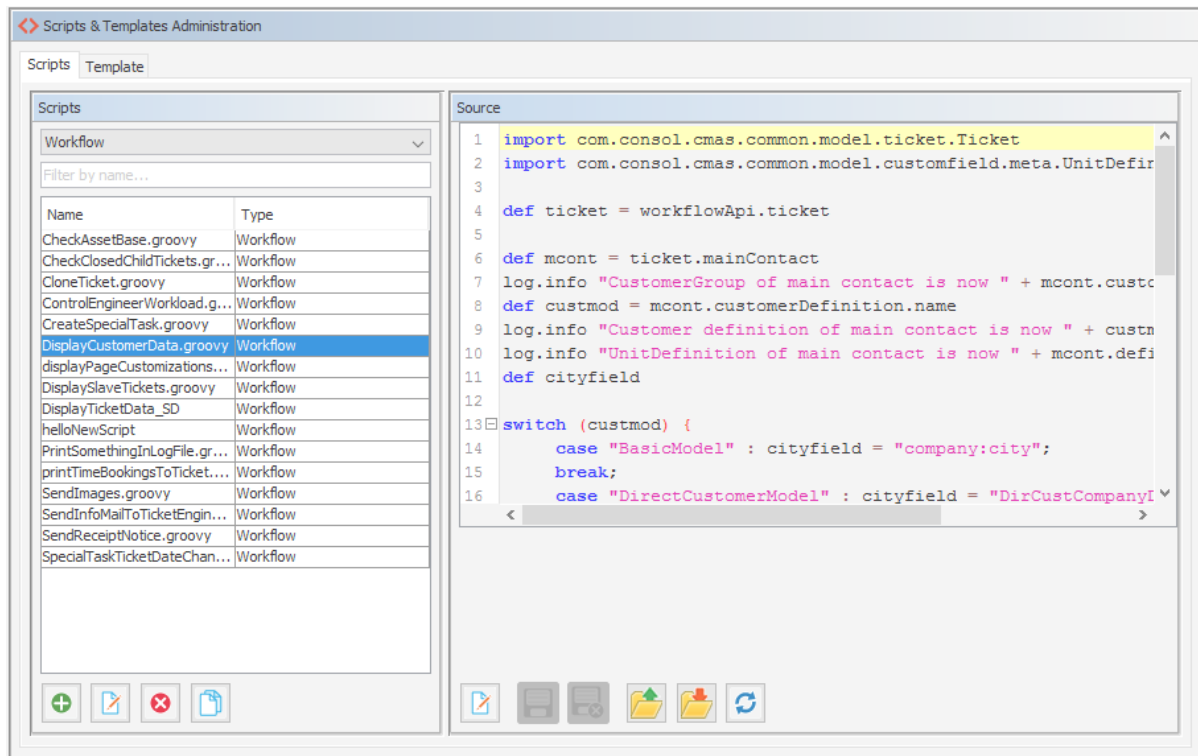 Scripts & Templates Administration
Scripts Template
Scripts
Workflow
Filter by name...
Name Type
CheckAssetBase.groovy Workflow
CheckClosedChildTickets.gr... Workflow
CloneTicket.groovy Workflow
ControlEngineerWorkload.g... Workflow
CreateSpecialTask.groovy Workflow
DisplayCustomerData.groovy Workflow
displayPageCustomizations... Workflow
DisplaySlaveTickets.groovy Workflow
DisplayTicketData_SD Workflow
helloNewScript Workflow
PrintSomethingInLogFile.gr... Workflow
printTimeBookingsToTicket.... Workflow
SendImages.groovy Workflow
SendInfoMailToTicketEngin... Workflow
SendReceiptNotice.groovy Workflow
SpecialTaskTicketDateChan... Workflow
Source
1 import com.consol.cmas.common.model.ticket.Ticket
2 import com.consol.cmas.common.model.customfield.meta.UnitDefin
3
4 def ticket = workflowApi.ticket
5
6 def mcont = ticket.mainContact
7 log.info "CustomerGroup of main contact is now " + mcont.custo
8 def custmod = mcont.customerDefinition.name
9 log.info "Customer definition of main contact is now " + custm
10 log.info "UnitDefinition of main contact is now " + mcont.defi
11 def cityfield
12
13 switch (custmod) {
14 case "BasicModel" : cityfield = "company:city";
15 break;
16 case "DirectCustomerModel" : cityfield = "DirCustCompanyD